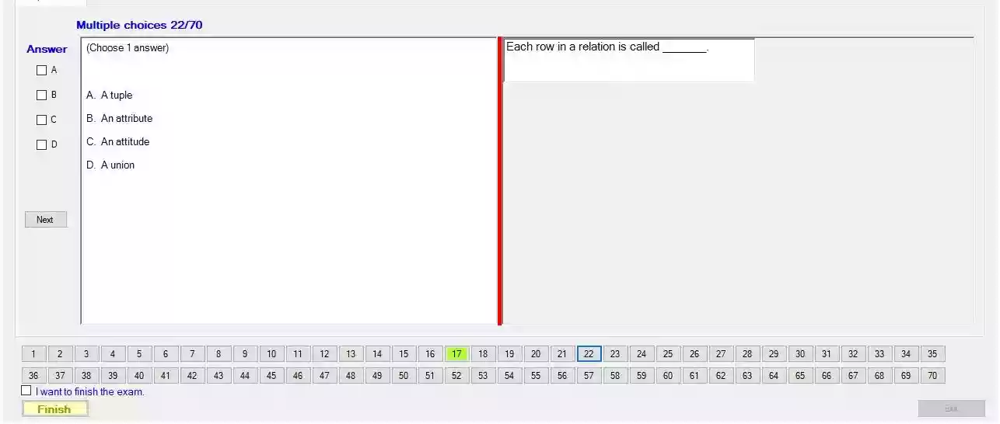 Multiple choices 22/70
Answer
A
B
C
D
Next
(Choose 1 answer)
A. A tuple
B. An attribute
C. An attitude
D. A union
Each row in a relation is called _______.
1 2 3 4 5 6 7 8 9 10 11 12 13 14 15 16 17 18 19 20 21 22 23 24 25 26 27 28 29 30 31 32 33 34 35
36 37 38 39 40 41 42 43 44 45 46 47 48 49 50 51 52 53 54 55 56 57 58 59 60 61 62 63 64 65 66 67 68 69 70
I want to finish the exam.
Finish
Exit